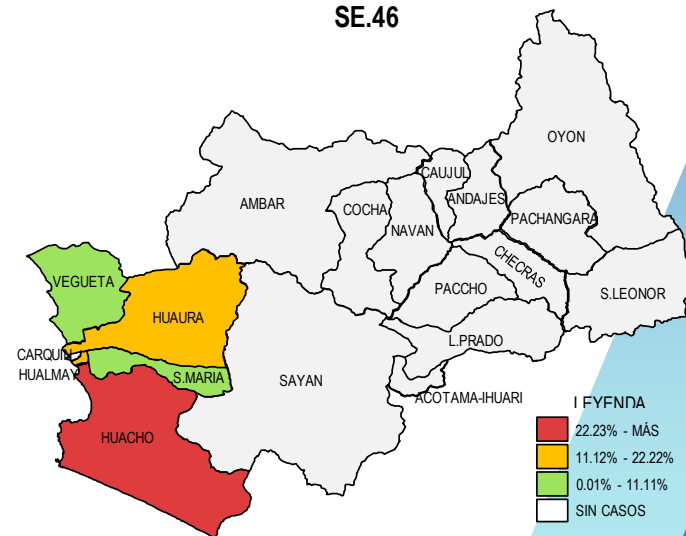 SE.46
OYON
CAUJUL
AMBAR
COCHA
ANDAJES
PACHANGARA
NAVAN
CHECRAS
VEGUETA
PACCHO
S.LEONOR
HUAURA
L.PRADO
CARQUIN
HUALMAY
S.MARIA
SAYAN
ACOTAMA-IHUARI
HUACHO
LEYENDA
22.23% - MÁS
11.12% - 22.22%
0.01% - 11.11%
SIN CASOS